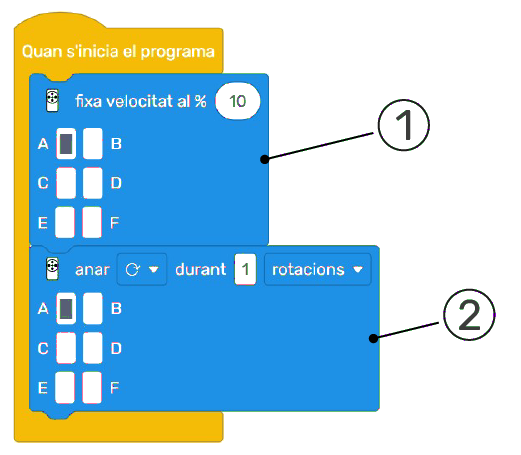 Quan s'inicia el programa
fixa velocitat al % 10
A B
C D
E F
1
anar durant 1 rotacions
A B
C D
E F
2